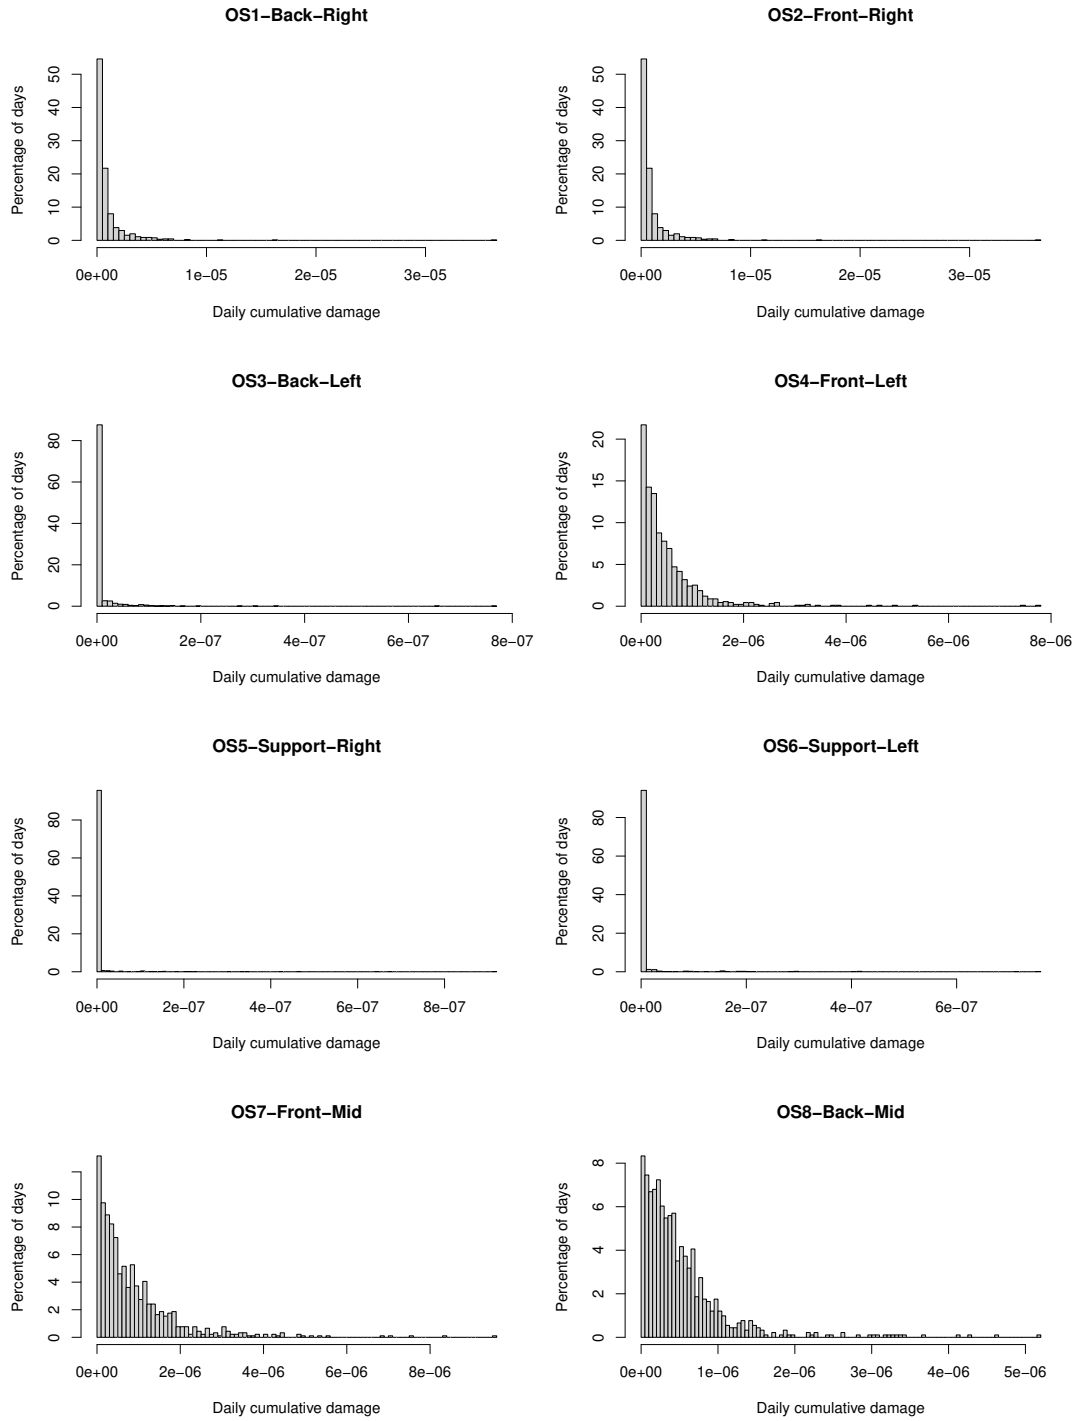 OS1−Back−Right
Percentage of days
0 10 20 30 40 50
0e+00 1e−05 2e−05 3e−05
Daily cumulative damage
OS2−Front−Right
Percentage of days
0 10 20 30 40 50
0e+00 1e−05 2e−05 3e−05
Daily cumulative damage
OS3−Back−Left
Percentage of days
0 20 40 60 80
0e+00 2e−07 4e−07 6e−07 8e−07
Daily cumulative damage
OS4−Front−Left
Percentage of days
0 5 10 15 20
0e+00 2e−06 4e−06 6e−06 8e−06
Daily cumulative damage
OS5−Support−Right
Percentage of days
0 20 40 60 80
0e+00 2e−07 4e−07 6e−07 8e−07
Daily cumulative damage
OS6−Support−Left
Percentage of days
0 20 40 60 80
0e+00 2e−07 4e−07 6e−07
Daily cumulative damage
OS7−Front−Mid
Percentage of days
0 2 4 6 8 10
0e+00 2e−06 4e−06 6e−06 8e−06
Daily cumulative damage
OS8−Back−Mid
Percentage of days
0 2 4 6 8
0e+00 1e−06 2e−06 3e−06 4e−06 5e−06
Daily cumulative damage